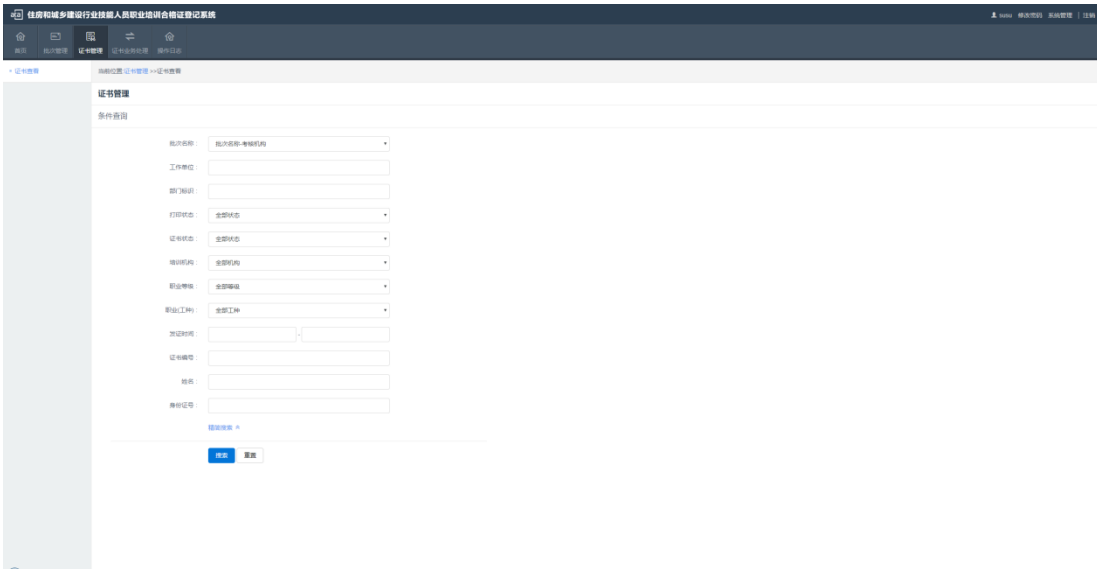 住房和城乡建设行业技能人员职业培训合格证登记系统
修改密码 系统管理 | 注销
首页 批次管理 证书管理 证书业务处理 操作日志
证书查看
当前位置:证书管理 >>证书查看
证书管理
条件查询
批次名称: 批次名称-考核机构
工作单位:
部门标识:
打印状态: 全部状态
证书状态: 全部状态
培训机构: 全部机构
职业等级: 全部等级
职业(工种): 全部工种
发证时间: -
证书编号:
姓名:
身份证号:
精简搜索
搜索 重置